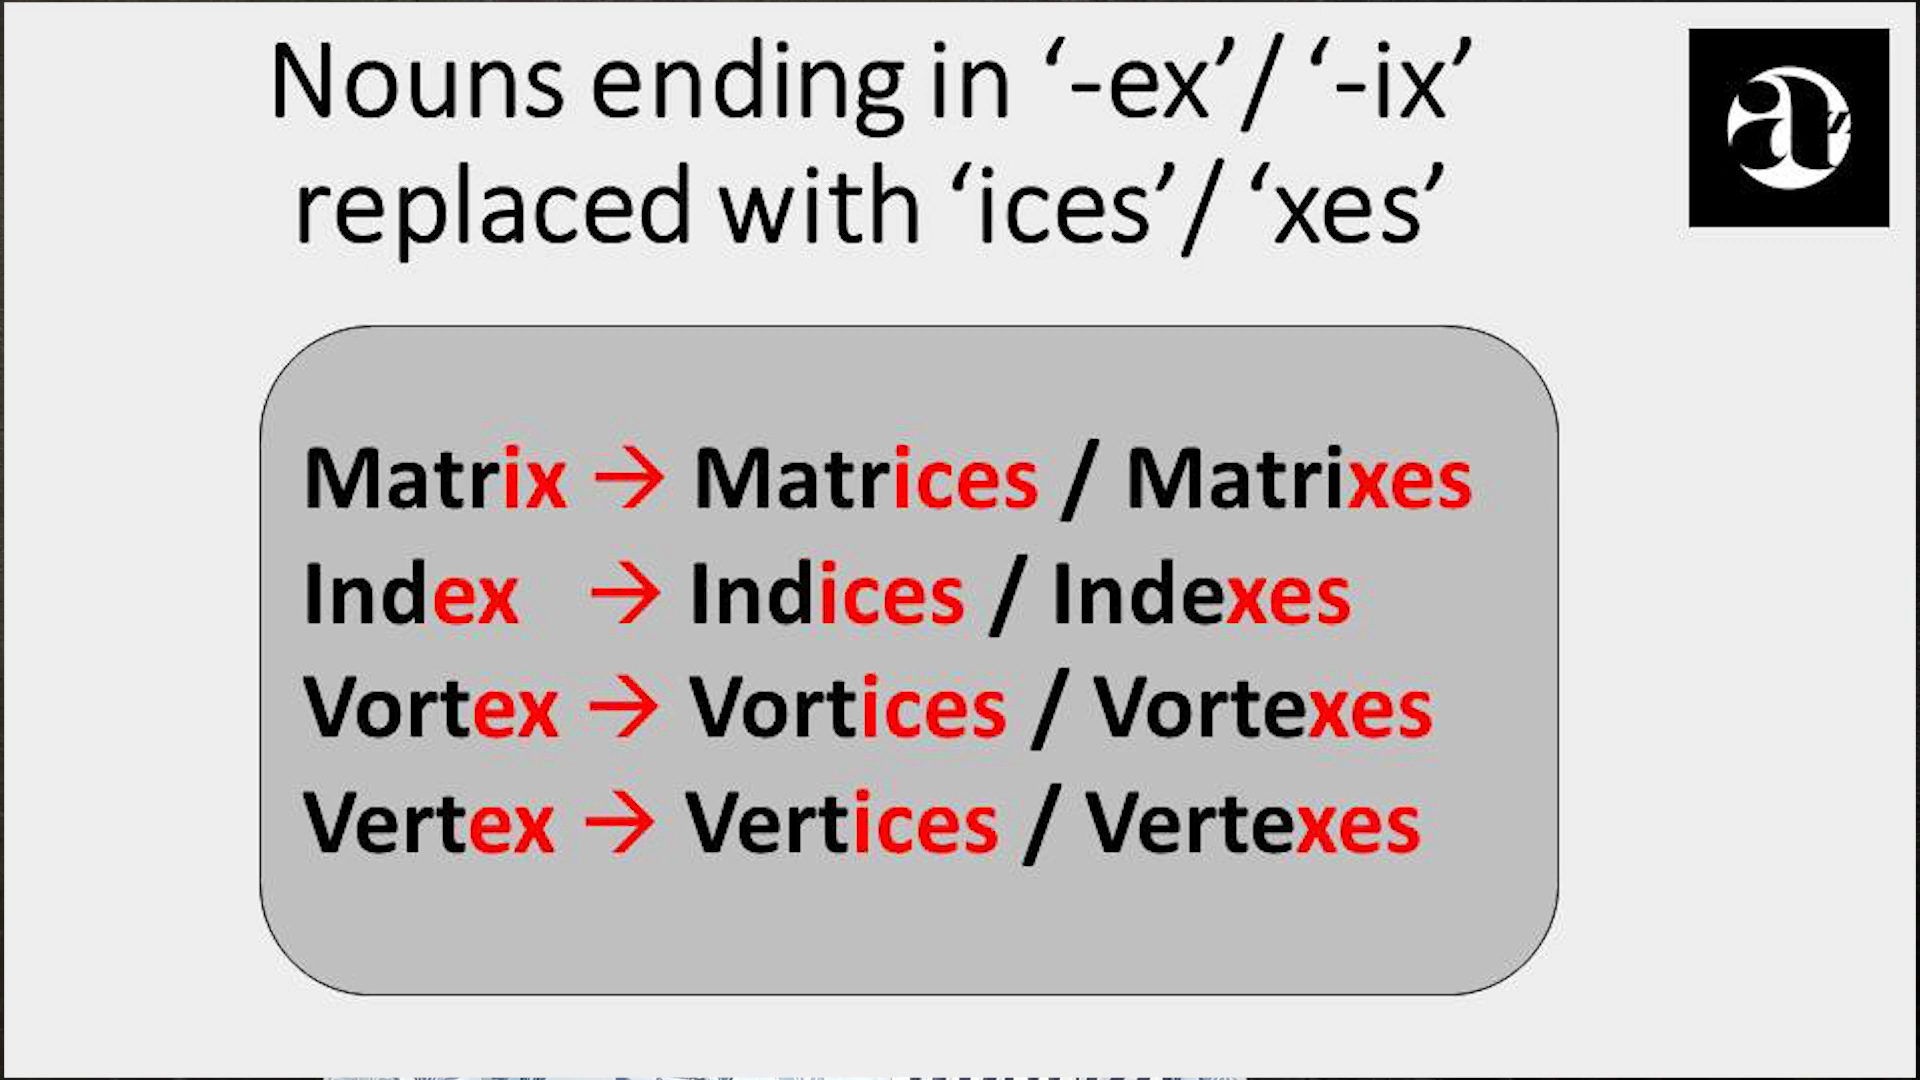 Nouns ending in ‘-ex’/ ‘-ix’
replaced with ‘ices’/ ‘xes’
Matrix → Matrices / Matrixes
Index → Indices / Indexes
Vortex → Vortices / Vortexes
Vertex → Vertices / Vertexes